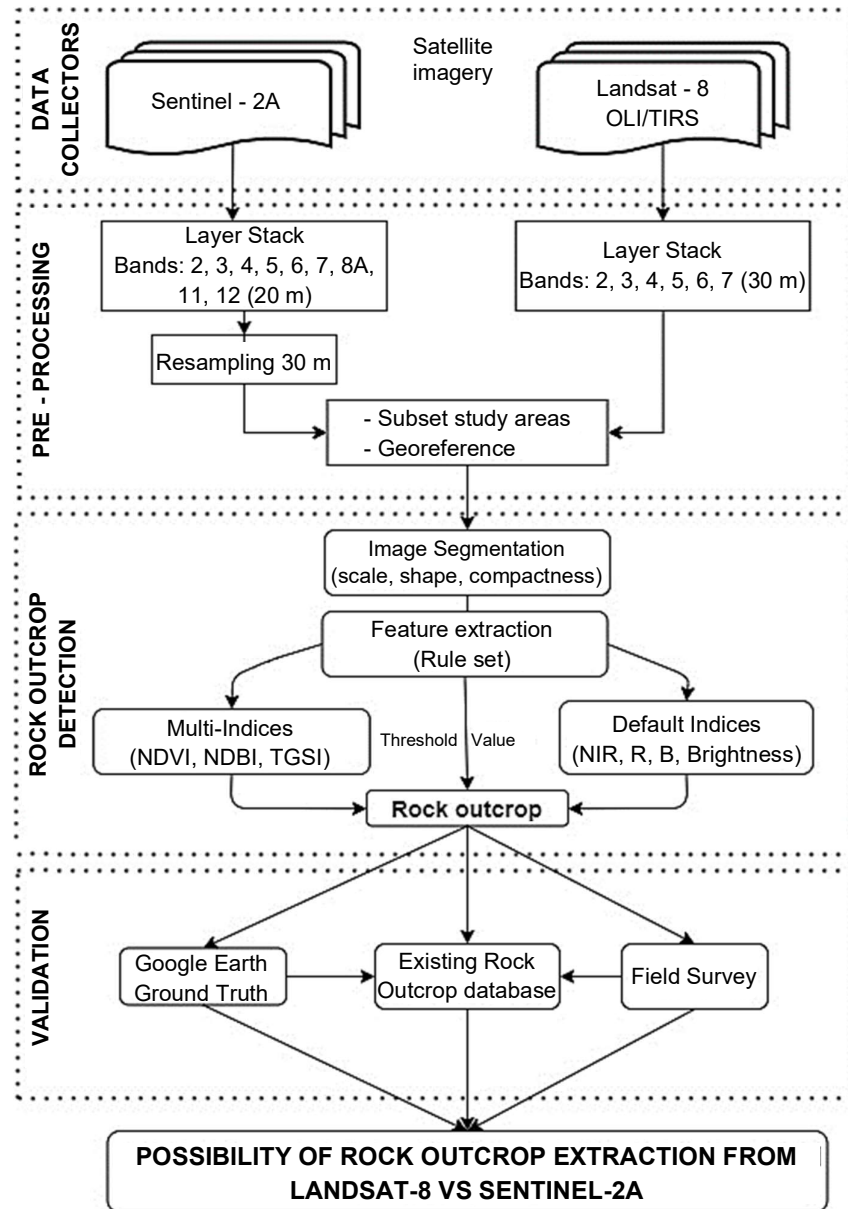 DATA
COLLECTORS
Satellite
imagery
Sentinel - 2A
Landsat - 8
OLI/TIRS
PRE - PROCESSING
Layer Stack
Bands: 2, 3, 4, 5, 6, 7, 8A,
11, 12 (20 m)
Layer Stack
Bands: 2, 3, 4, 5, 6, 7 (30 m)
Resampling 30 m
- Subset study areas
- Georeference
ROCK OUTCROP
DETECTION
Image Segmentation
(scale, shape, compactness)
Feature extraction
(Rule set)
Multi-Indices
(NDVI, NDBI, TGSI)
Threshold Value
Default Indices
(NIR, R, B, Brightness)
Rock outcrop
VALIDATION
Google Earth
Ground Truth
Existing Rock
Outcrop database
Field Survey
POSSIBILITY OF ROCK OUTCROP EXTRACTION FROM
LANDSAT-8 VS SENTINEL-2A